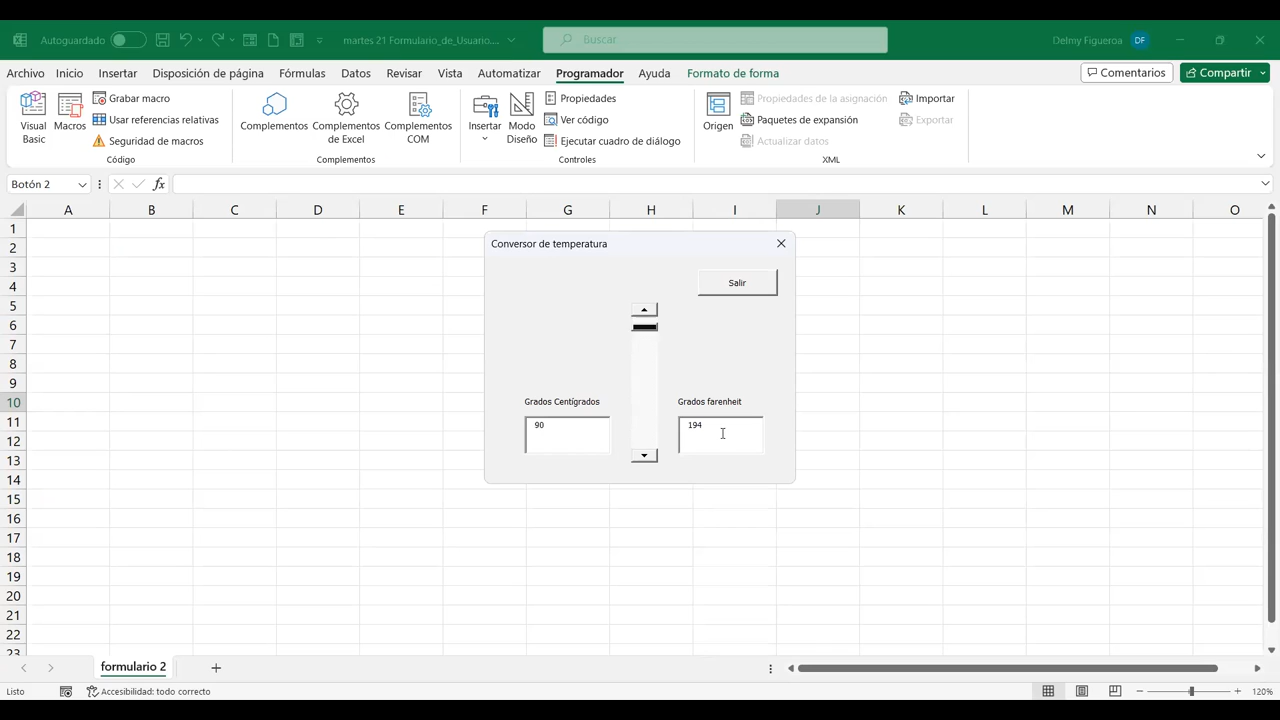 Autoguardado
martes 21 Formulario_de_Usuario....
Buscar
Delmy Figueroa
DF
Archivo Inicio Insertar Disposición de página Fórmulas Datos Revisar Vista Automatizar Programador Ayuda Formato de forma
Comentarios
Compartir
Visual Basic
Macros
Grabar macro
Usar referencias relativas
Seguridad de macros
Código
Complementos
Complementos de Excel
Complementos COM
Complementos
Insertar
Modo Diseño
Propiedades
Ver código
Ejecutar cuadro de diálogo
Controles
Origen
Propiedades de la asignación
Paquetes de expansión
Actualizar datos
Importar
Exportar
XML
Botón 2
fx
A B C D E F G H I J K L M N O
1
2
3
4
5
6
7
8
9
10
11
12
13
14
15
16
17
18
19
20
21
22
23
Conversor de temperatura
Salir
Grados Centígrados
Grados farenheit
90
194
formulario 2
Listo
Accesibilidad: todo correcto
120%